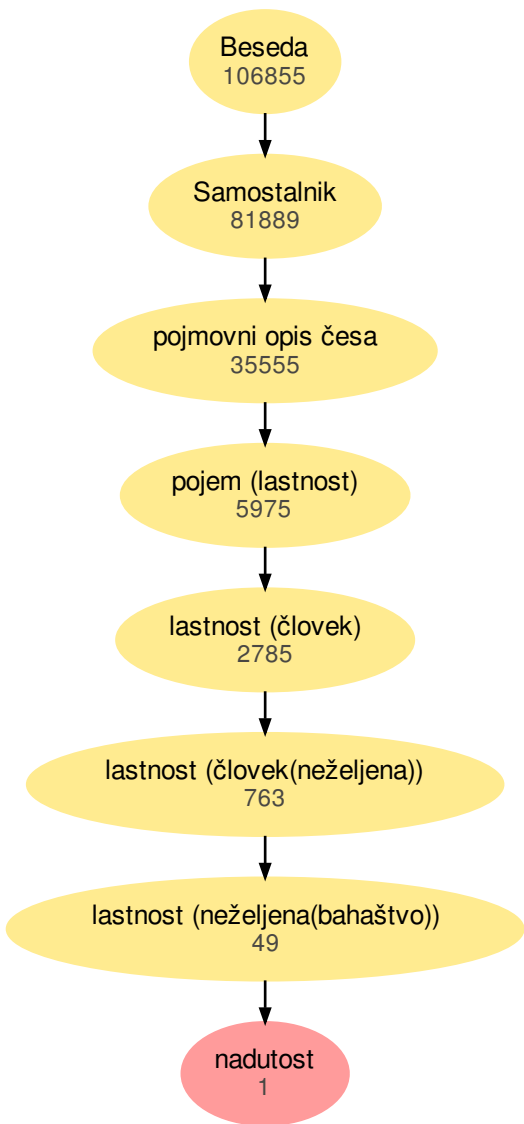 Beseda
106855
Samostalnik
81889
pojmovni opis česa
35555
pojem (lastnost)
5975
lastnost (človek)
2785
lastnost (človek(neželjena))
763
lastnost (neželjena(bahaštvo))
49
nadutost
1